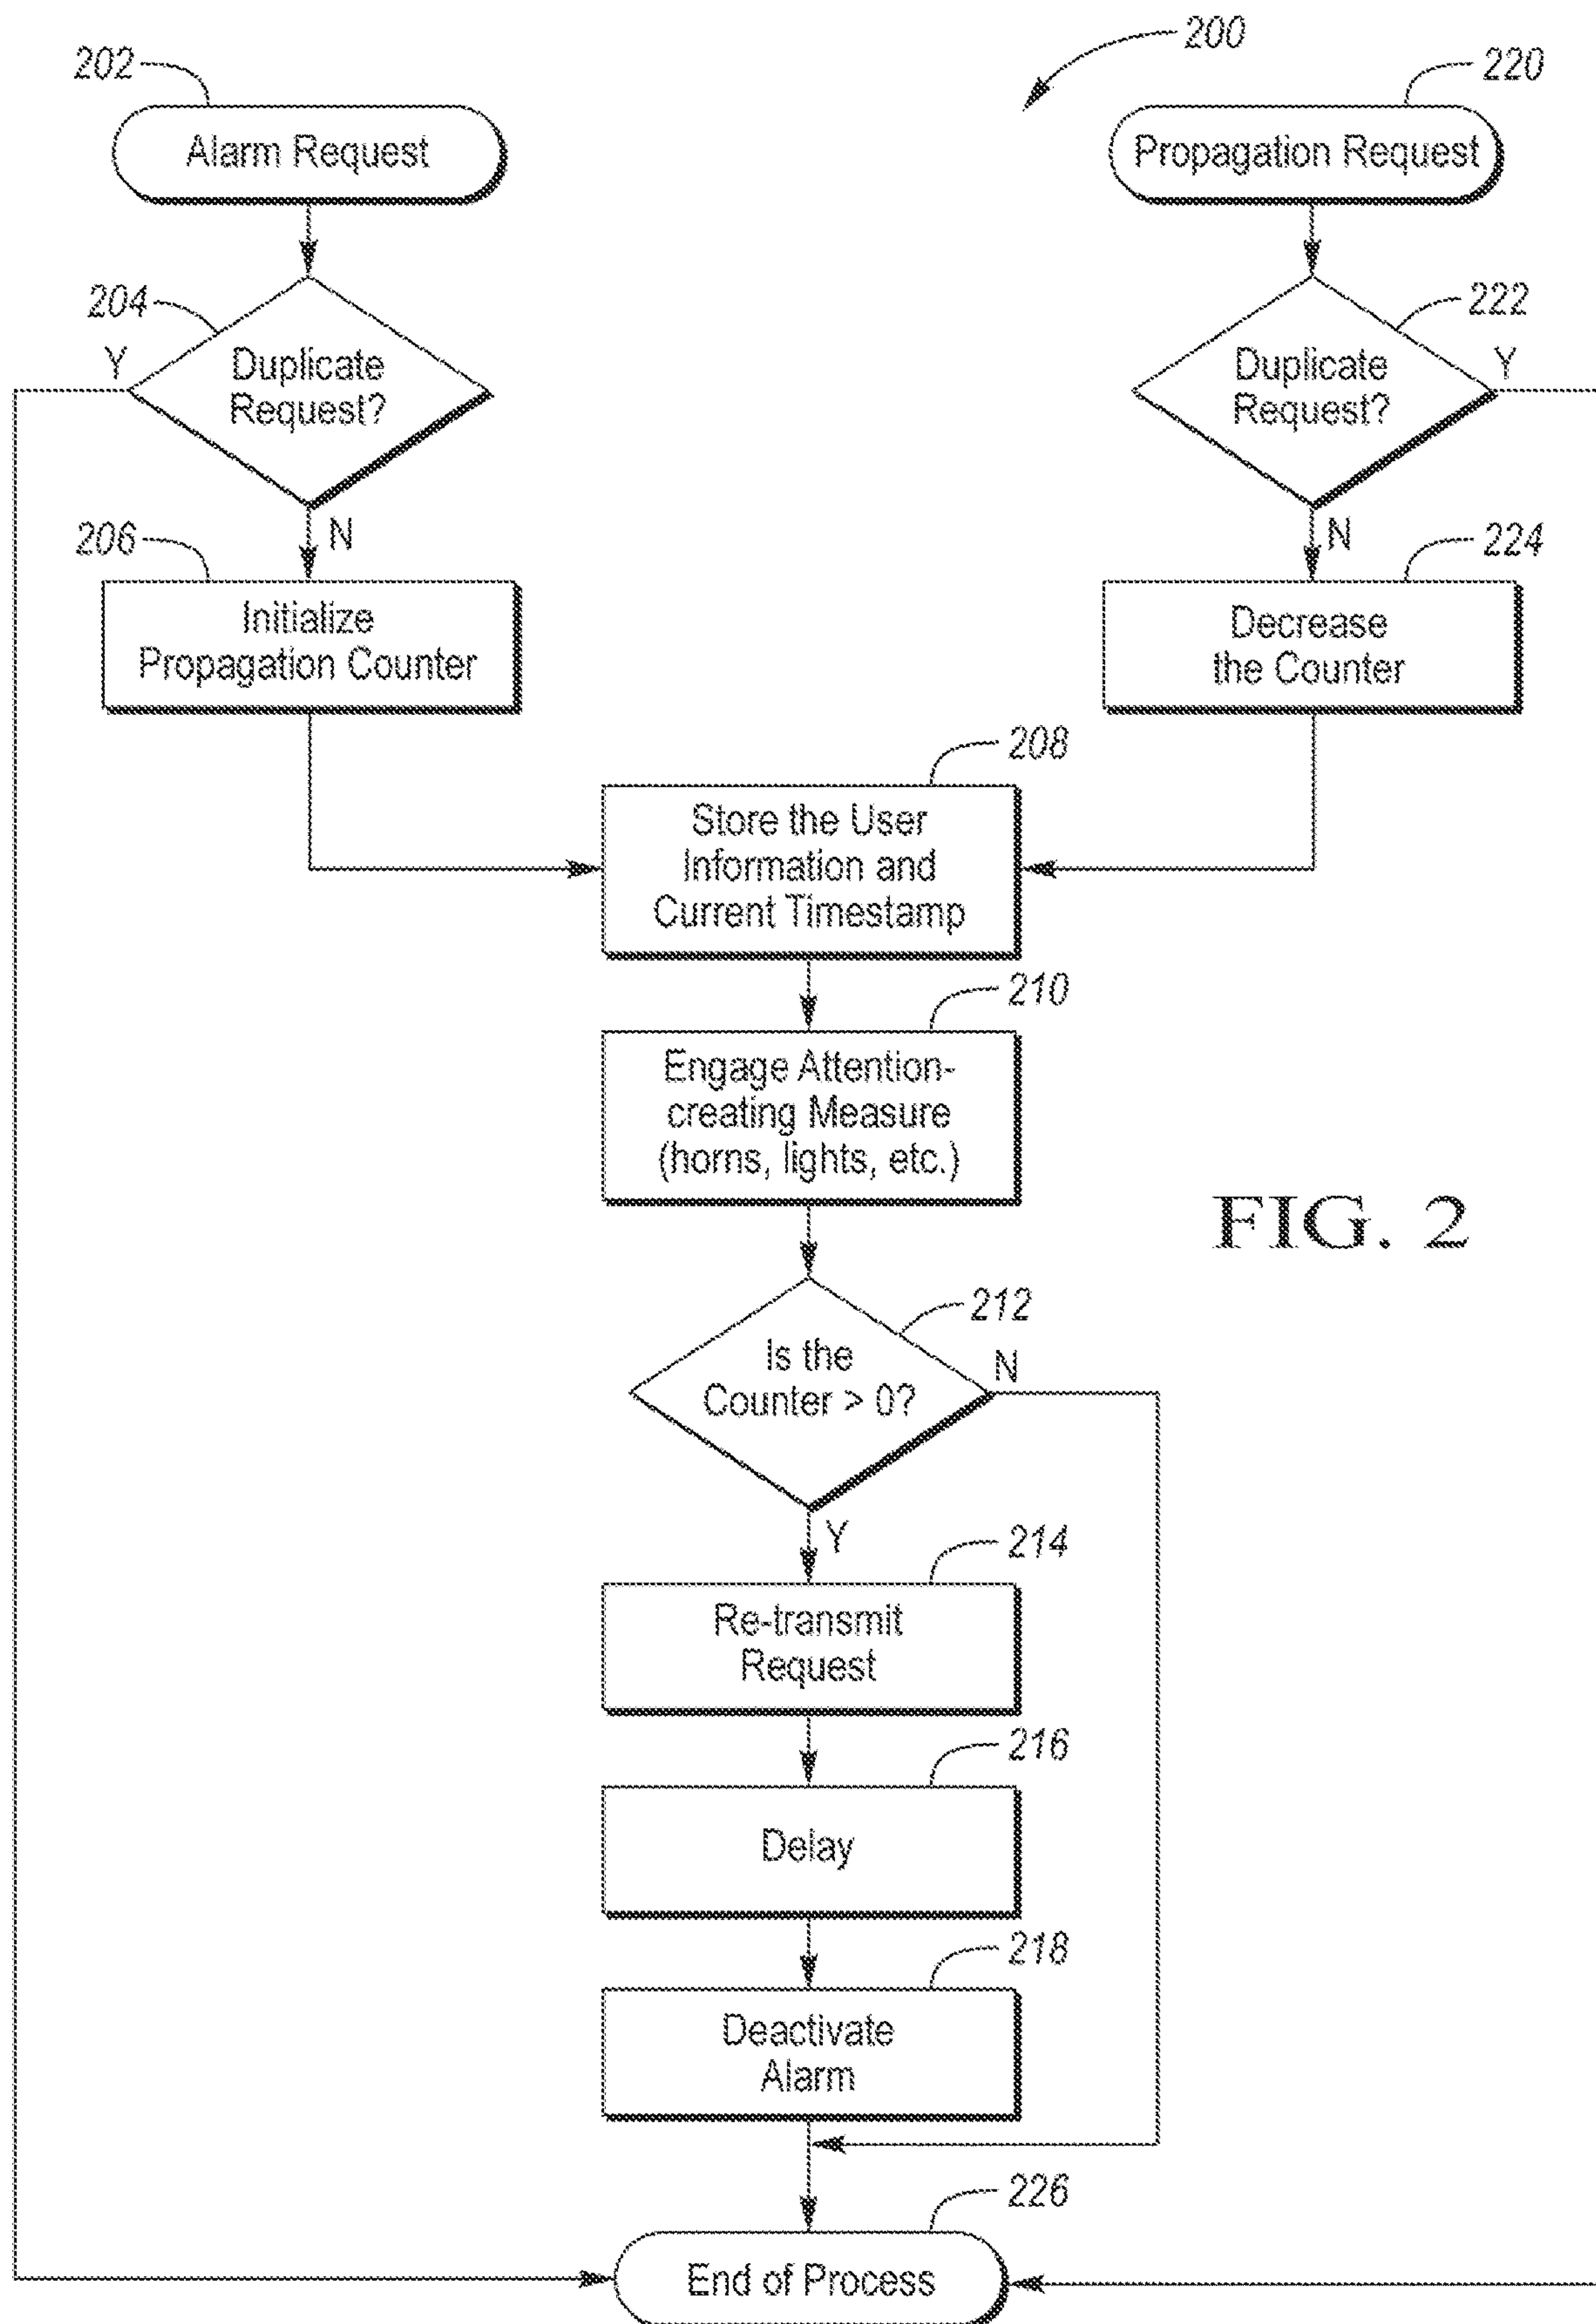 200
202
Alarm Request
220
Propagation Request
204
Y
Duplicate
Request?
N
222
Y
Duplicate
Request?
N
206
Initialize
Propagation Counter
224
Decrease
the Counter
208
Store the User
Information and
Current Timestamp
210
Engage Attention-
creating Measure
(horns, lights, etc.)
FIG. 2
212
Is the
Counter > 0?
N
Y
214
Re-transmit
Request
216
Delay
218
Deactivate
Alarm
226
End of Process